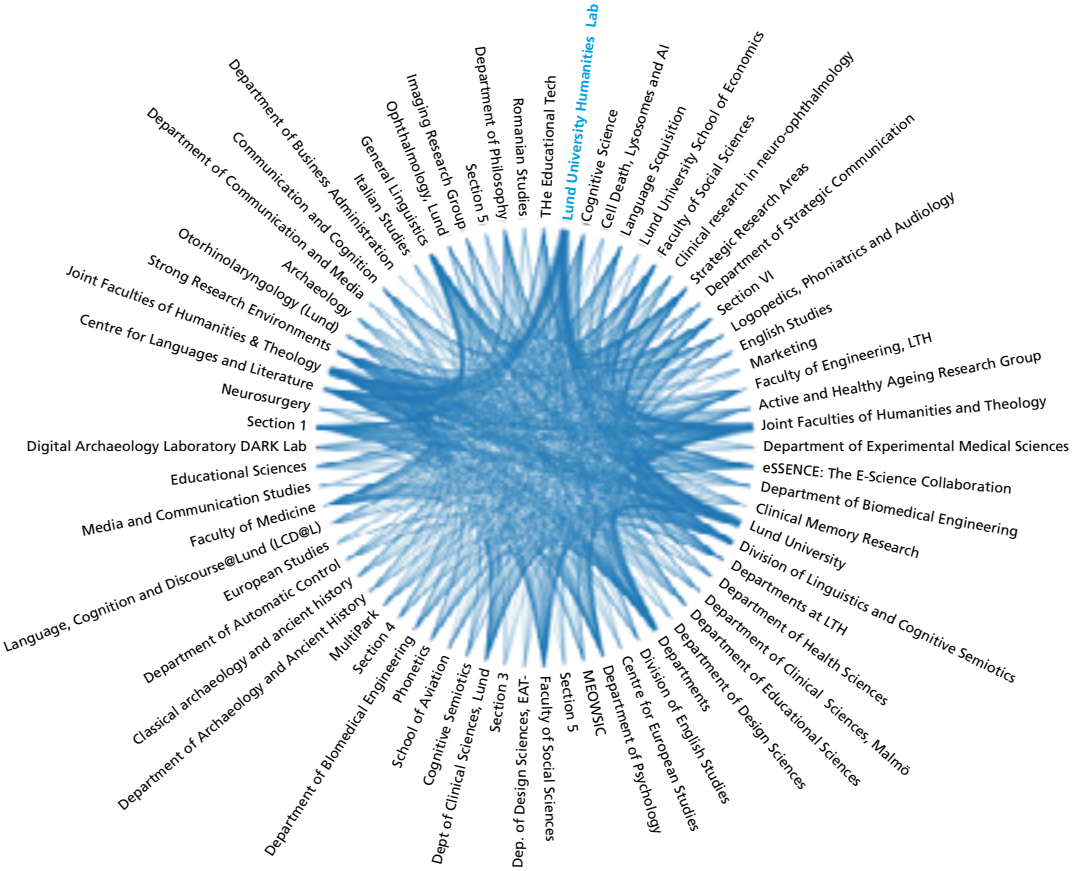 Lund University Humanities Lab
Cognitive Science
Cell Death, Lysosomes and AI
Language Acquisition
Lund University School of Economics
Faculty of Social Sciences
Clinical research in neuro-ophthalmology
Strategic Research Areas
Department of Strategic Communication
Section VI
Logopedics, Phoniatrics and Audiology
English Studies
Marketing
Faculty of Engineering, LTH
Active and Healthy Ageing Research Group
Joint Faculties of Humanities and Theology
Department of Experimental Medical Sciences
eSSENCE: The E-Science Collaboration
Department of Biomedical Engineering
Clinical Memory Research
Lund University
Division of Linguistics and Cognitive Semiotics
Departments at LTH
Department of Health Sciences
Department of Clinical Sciences, Malmö
Department of Educational Sciences
Department of Design Sciences
Departments
Division of English Studies
Centre for European Studies
Department of Psychology
MEOWSIC
Section 5
Faculty of Social Sciences
Dep. of Design Sciences, EAT-
Section 3
Dept of Clinical Sciences, Lund
Cognitive Semiotics
School of Aviation
Phonetics
Department of Biomedical Engineering
Section 4
MultiPark
Department of Archaeology and Ancient History
Classical archaeology and ancient history
Department of Automatic Control
European Studies
Language, Cognition and Discourse@Lund (LCD@L)
Faculty of Medicine
Media and Communication Studies
Educational Sciences
Digital Archaeology Laboratory DARK Lab
Section 1
Neurosurgery
Centre for Languages and Literature
Joint Faculties of Humanities & Theology
Strong Research Environments
Otorhinolaryngology (Lund)
Archaeology
Department of Communication and Media
Communication and Cognition
Department of Business Administration
Italian Studies
General Linguistics
Ophthalmology, Lund
Imaging Research Group
Section 5
Department of Philosophy
Romanian Studies
THe Educational Tech